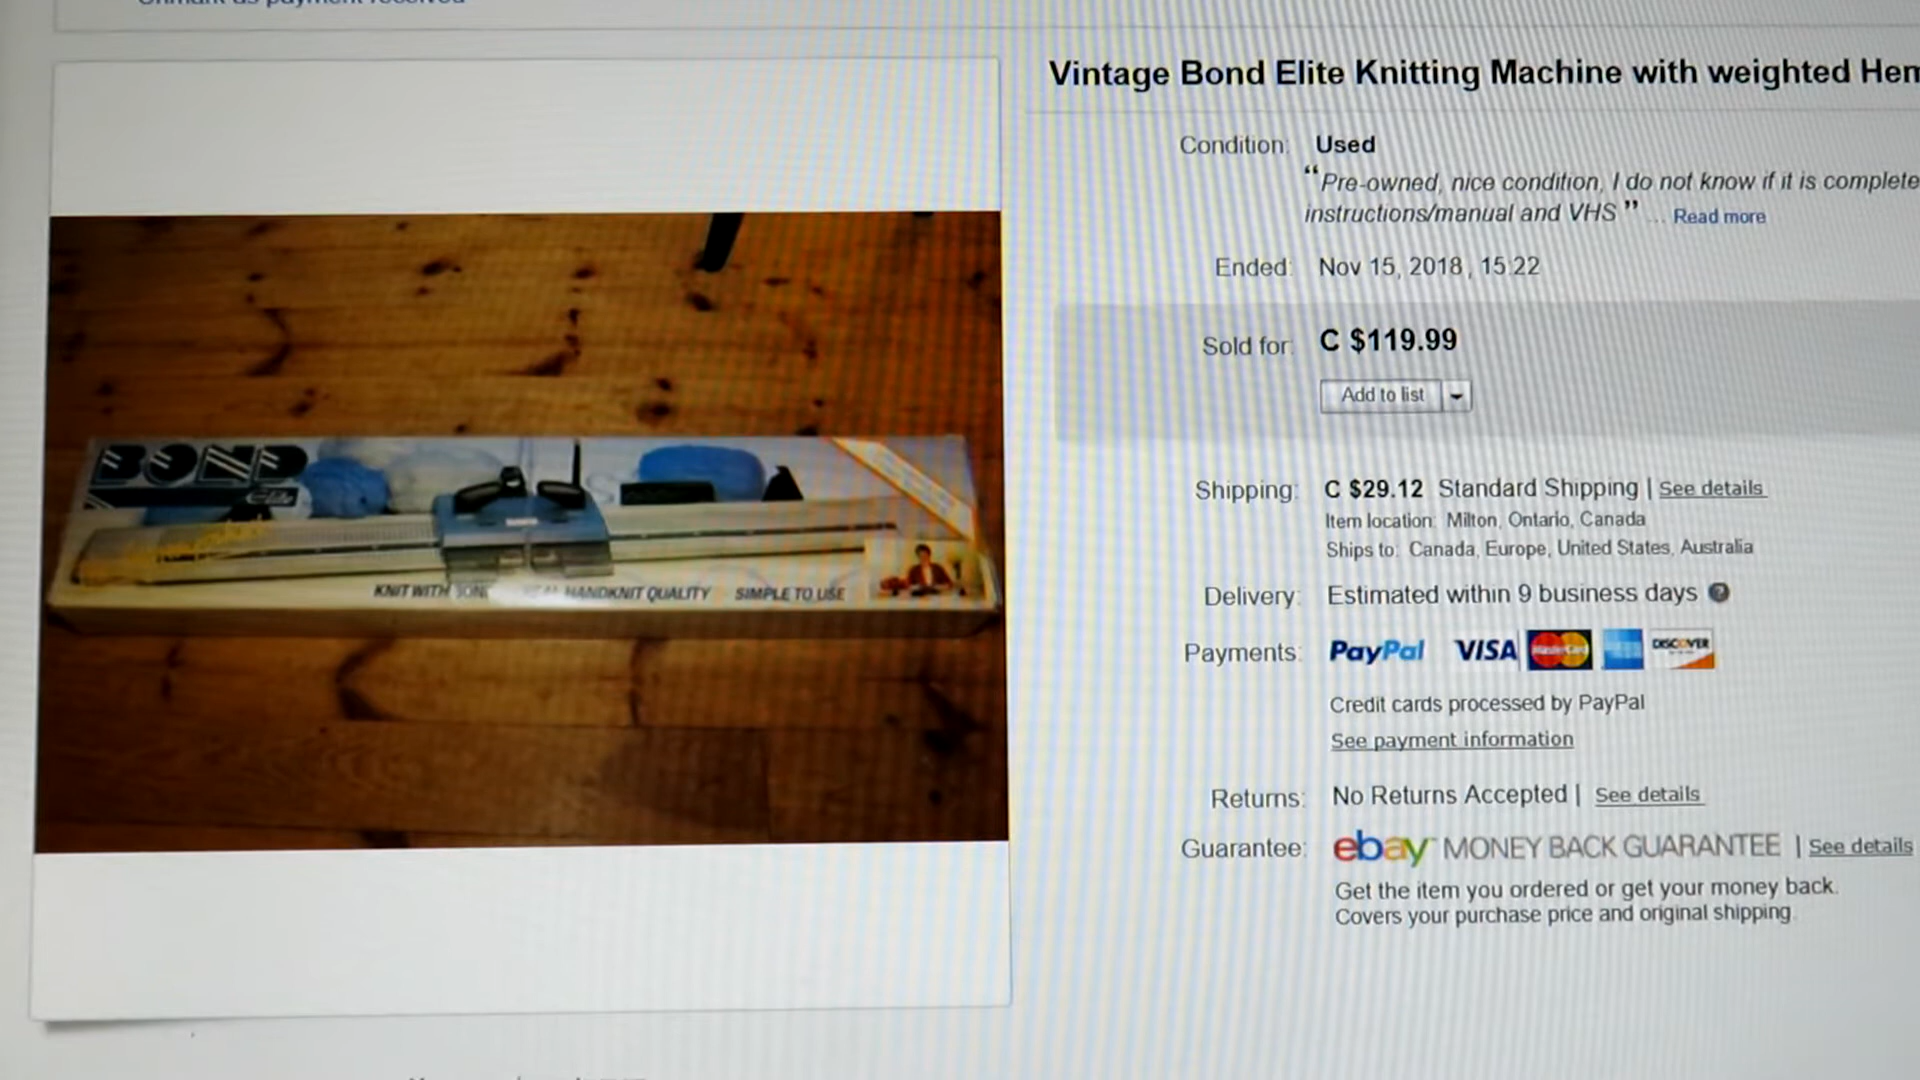 Vintage Bond Elite Knitting Machine with weighted Hem
Condition: Used
“Pre-owned, nice condition, I do not know if it is complete
instructions/manual and VHS” ... Read more
Ended: Nov 15, 2018, 15:22
Sold for: C $119.99
Add to list
Shipping: C $29.12 Standard Shipping | See details
Item location: Milton, Ontario, Canada
Ships to: Canada, Europe, United States, Australia
Delivery: Estimated within 9 business days ?
Payments: PayPal VISA MasterCard DISCOVER
Credit cards processed by PayPal
See payment information
Returns: No Returns Accepted | See details
Guarantee: ebay MONEY BACK GUARANTEE | See details
Get the item you ordered or get your money back.
Covers your purchase price and original shipping.
BOND
Elite
KNIT WITH HANDKNIT QUALITY SIMPLE TO USE